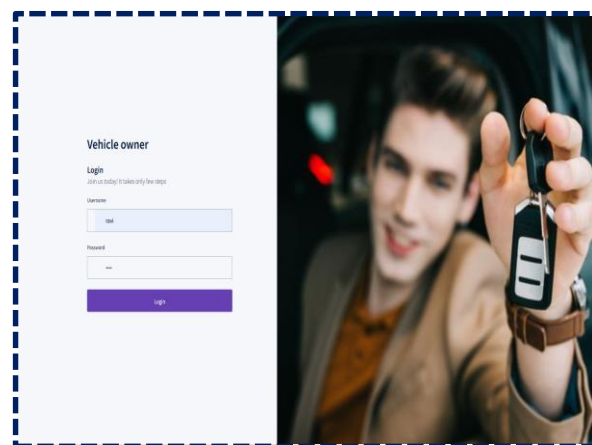 Vehicle owner
Login
Join us today! It takes only few steps
Username
Password
Login